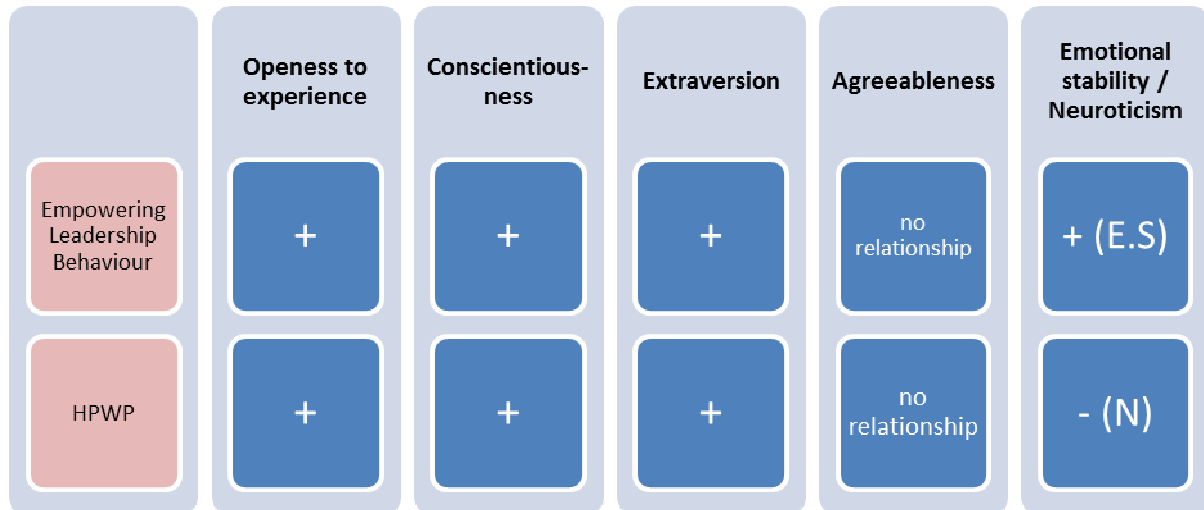 Openess to
experience
Conscientious-
ness
Extraversion
Agreeableness
Emotional
stability /
Neuroticism
Empowering
Leadership
Behaviour
+
+
+
no
relationship
+ (E.S)
HPWP
+
+
+
no
relationship
- (N)